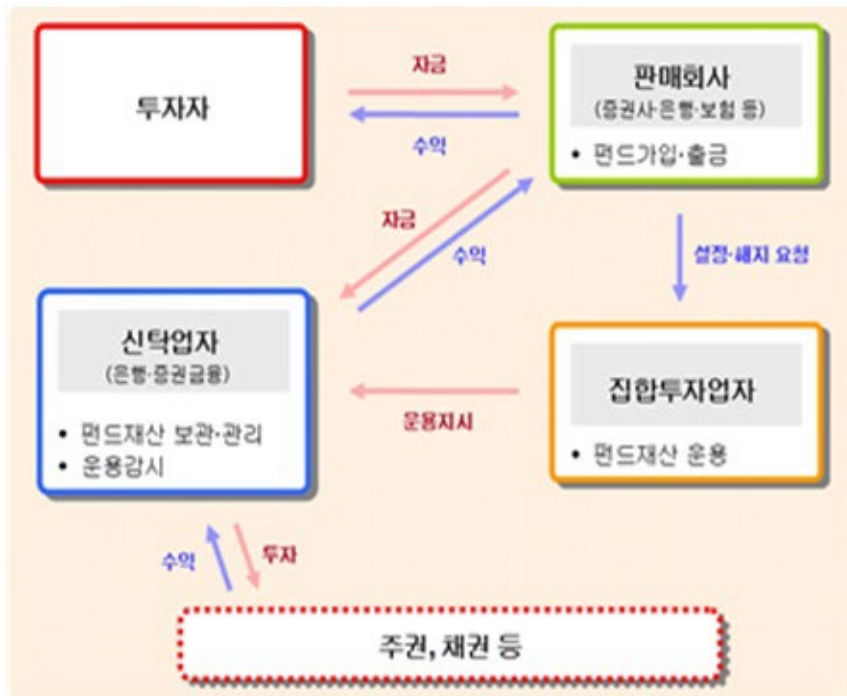 투자자
자금
수익
판매회사
(증권사·은행·보험 등)
• 펀드가입·출금
자금
수익
설정·해지 요청
신탁업자
(은행·증권금융)
• 펀드재산 보관·관리
• 운용감시
운용지시
집합투자업자
• 펀드재산 운용
수익
투자
주권, 채권 등